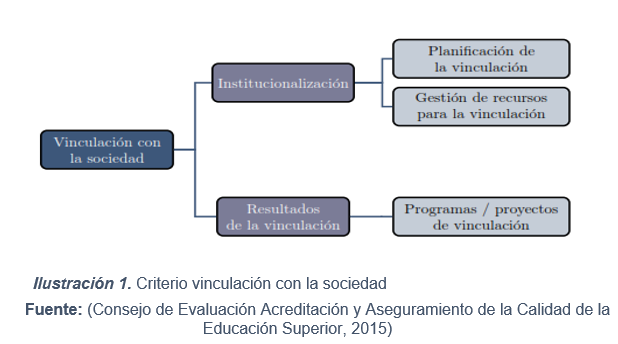 Planificación de
la vinculación
Institucionalización
Gestión de recursos
para la vinculación
Vinculación con
la sociedad
Resultados
de la vinculación
Programas / proyectos
de vinculación
Ilustración 1. Criterio vinculación con la sociedad
Fuente: (Consejo de Evaluación Acreditación y Aseguramiento de la Calidad de la
Educación Superior, 2015)